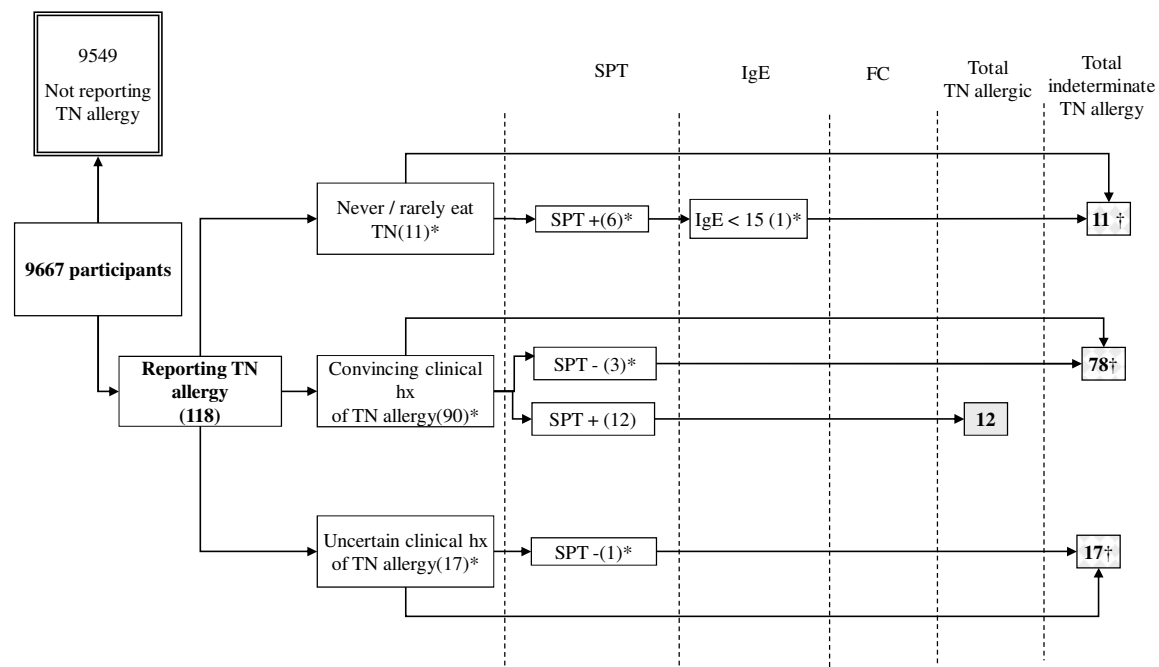 9549
Not reporting
TN allergy
SPT
IgE
FC
Total
TN allergic
Total
indeterminate
TN allergy
9667 participants
Never / rarely eat
TN(11)*
SPT +(6)*
IgE < 15 (1)*
11 †
Reporting TN
allergy
(118)
Convincing clinical
hx
of TN allergy(90)*
SPT - (3)*
78†
SPT + (12)
12
Uncertain clinical hx
of TN allergy(17)*
SPT -(1)*
17†